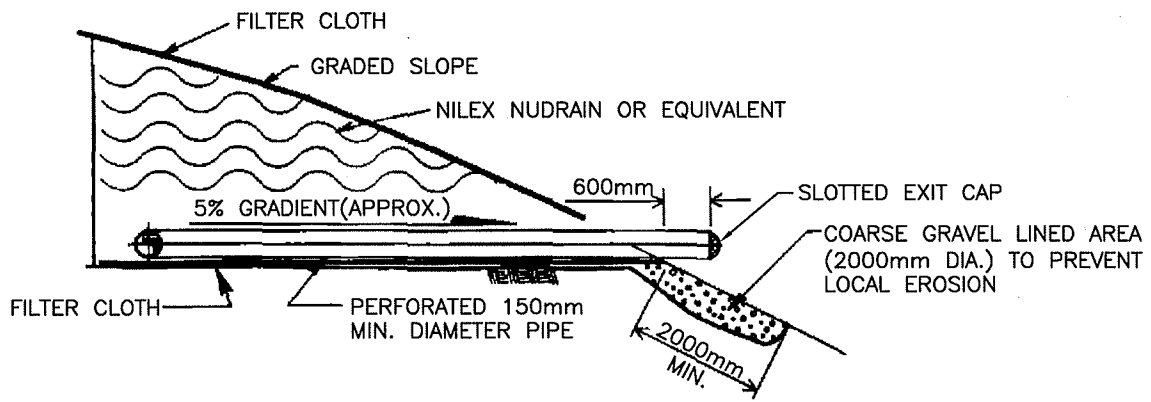 FILTER CLOTH
GRADED SLOPE
NILEX NUDRAIN OR EQUIVALENT
600mm
SLOTTED EXIT CAP
5% GRADIENT(APPROX.)
COARSE GRAVEL LINED AREA
(2000mm DIA.) TO PREVENT
LOCAL EROSION
FILTER CLOTH
PERFORATED 150mm
MIN. DIAMETER PIPE
2000mm
MIN.